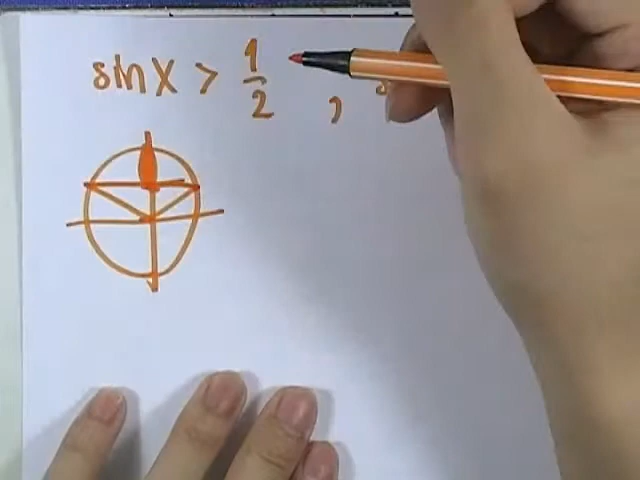 sin x > 1/2 ,